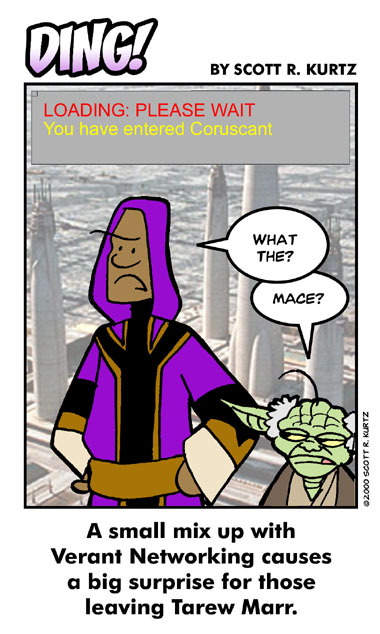 DING!
BY SCOTT R. KURTZ
LOADING: PLEASE WAIT
You have entered Coruscant
WHAT
THE?
MACE?
©2000 SCOTT R. KURTZ
A small mix up with
Verant Networking causes
a big surprise for those
leaving Tarew Marr.